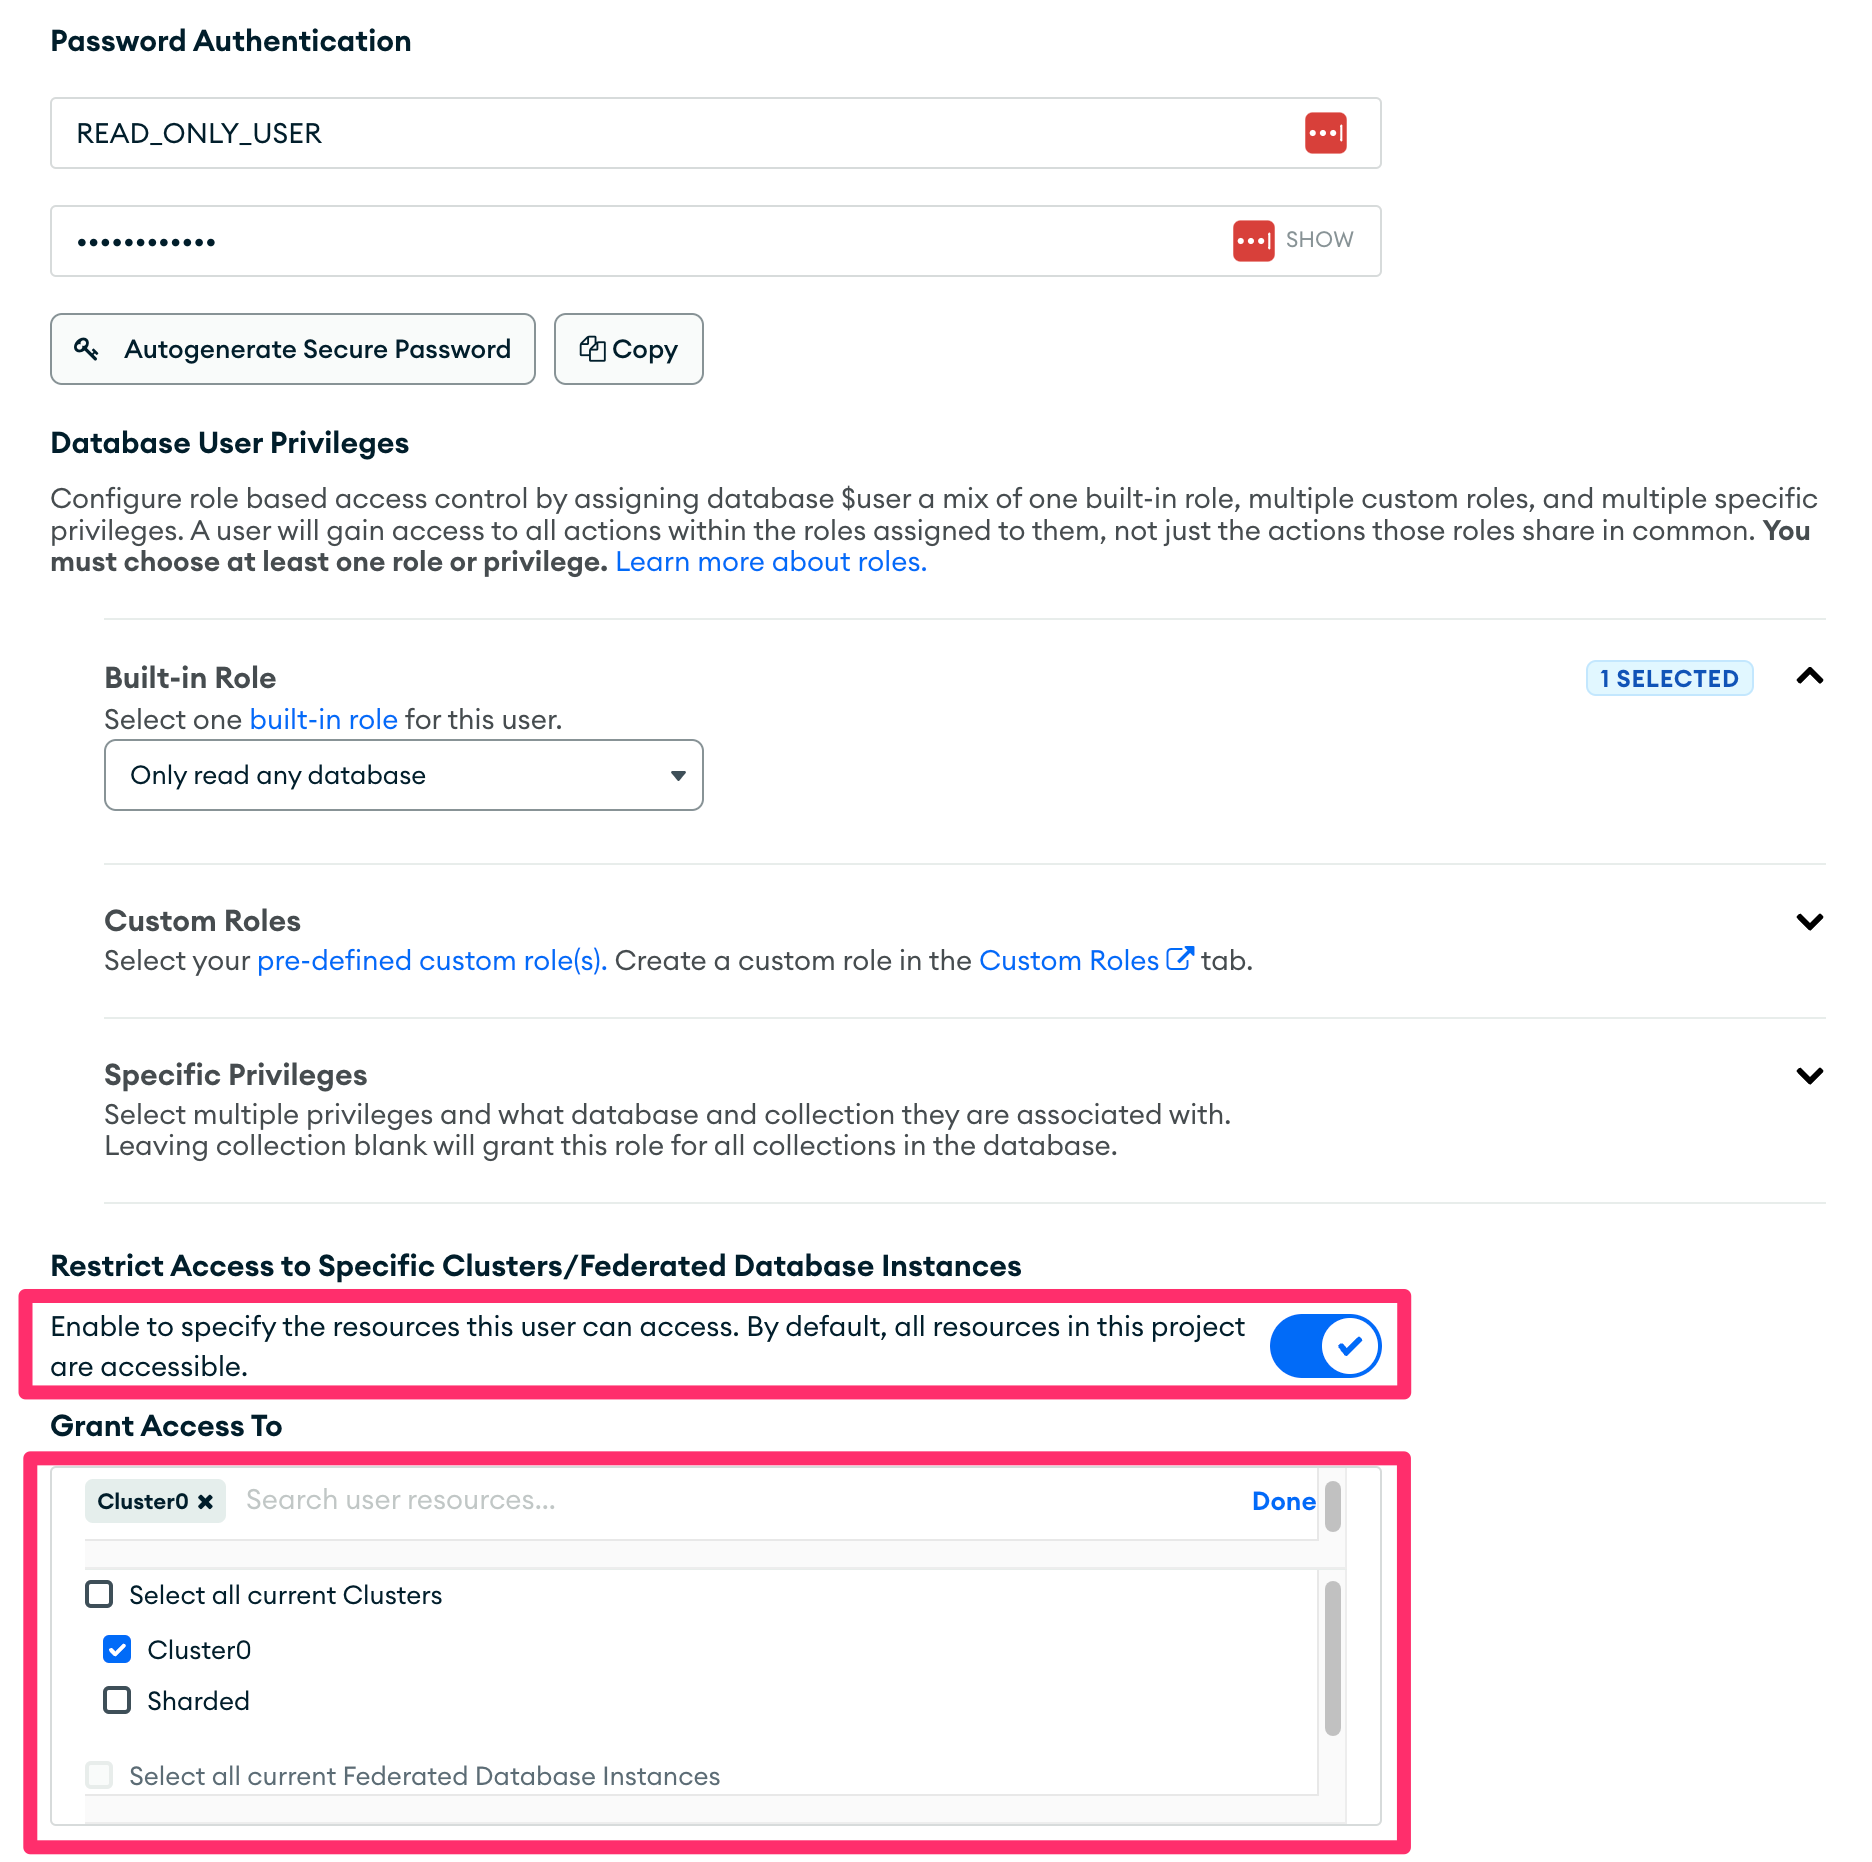 Password Authentication
READ_ONLY_USER
•••••••••••• SHOW
Autogenerate Secure Password Copy
Database User Privileges
Configure role based access control by assigning database $user a mix of one built-in role, multiple custom roles, and multiple specific
privileges. A user will gain access to all actions within the roles assigned to them, not just the actions those roles share in common. You
must choose at least one role or privilege. Learn more about roles.
Built-in Role 1 SELECTED
Select one built-in role for this user.
Only read any database
Custom Roles
Select your pre-defined custom role(s). Create a custom role in the Custom Roles tab.
Specific Privileges
Select multiple privileges and what database and collection they are associated with.
Leaving collection blank will grant this role for all collections in the database.
Restrict Access to Specific Clusters/Federated Database Instances
Enable to specify the resources this user can access. By default, all resources in this project
are accessible.
Grant Access To
Cluster0 Search user resources... Done
Select all current Clusters
Cluster0
Sharded
Select all current Federated Database Instances